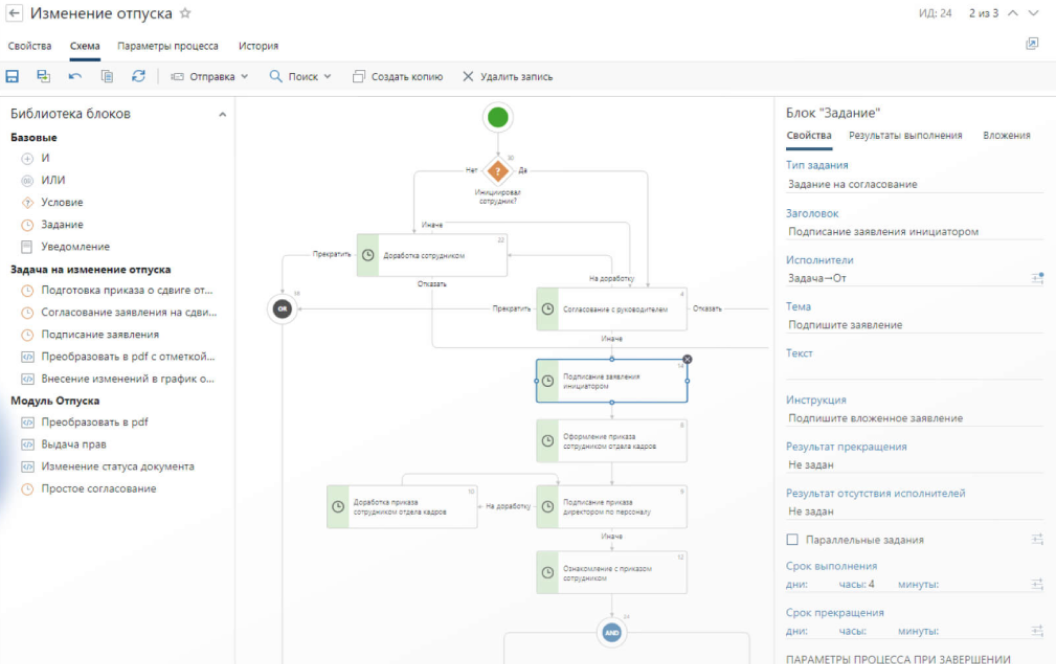 Изменение отпуска
ИД: 24 2 из 3
Свойства Схема Параметры процесса История
Отправка Поиск Создать копию Удалить запись
Библиотека блоков
Базовые
И
ИЛИ
Условие
Задание
Уведомление
Задача на изменение отпуска
Подготовка приказа о сдвиге от...
Согласование заявления на сдви...
Подписание заявления
Преобразовать в pdf с отметкой...
Внесение изменений в график о...
Модуль Отпуска
Преобразовать в pdf
Выдача прав
Изменение статуса документа
Простое согласование
?
Нет
Да
Инициировал
сотрудник?
Иначе
22
Прекратить
Доработка сотрудником
Отказать
На доработку
OR
4
Прекратить
Согласование с руководителем
Отказать
Иначе
14
Подписание заявления
инициатором
Оформление приказа
сотрудником отдела кадров
10
Доработка приказа
сотрудником отдела кадров
На доработку
9
Подписание приказа
директором по персоналу
Иначе
12
Ознакомление с приказом
сотрудником
AND
Блок "Задание"
Свойства Результаты выполнения Вложения
Тип задания
Задание на согласование
Заголовок
Подписание заявления инициатором
Исполнители
Задача→От
Тема
Подпишите заявление
Текст
Инструкция
Подпишите вложенное заявление
Результат прекращения
Не задан
Результат отсутствия исполнителей
Не задан
Параллельные задания
Срок выполнения
дни: часы: 4 минуты:
Срок прекращения
дни: часы: минуты:
ПАРАМЕТРЫ ПРОЦЕССА ПРИ ЗАВЕРШЕНИИ